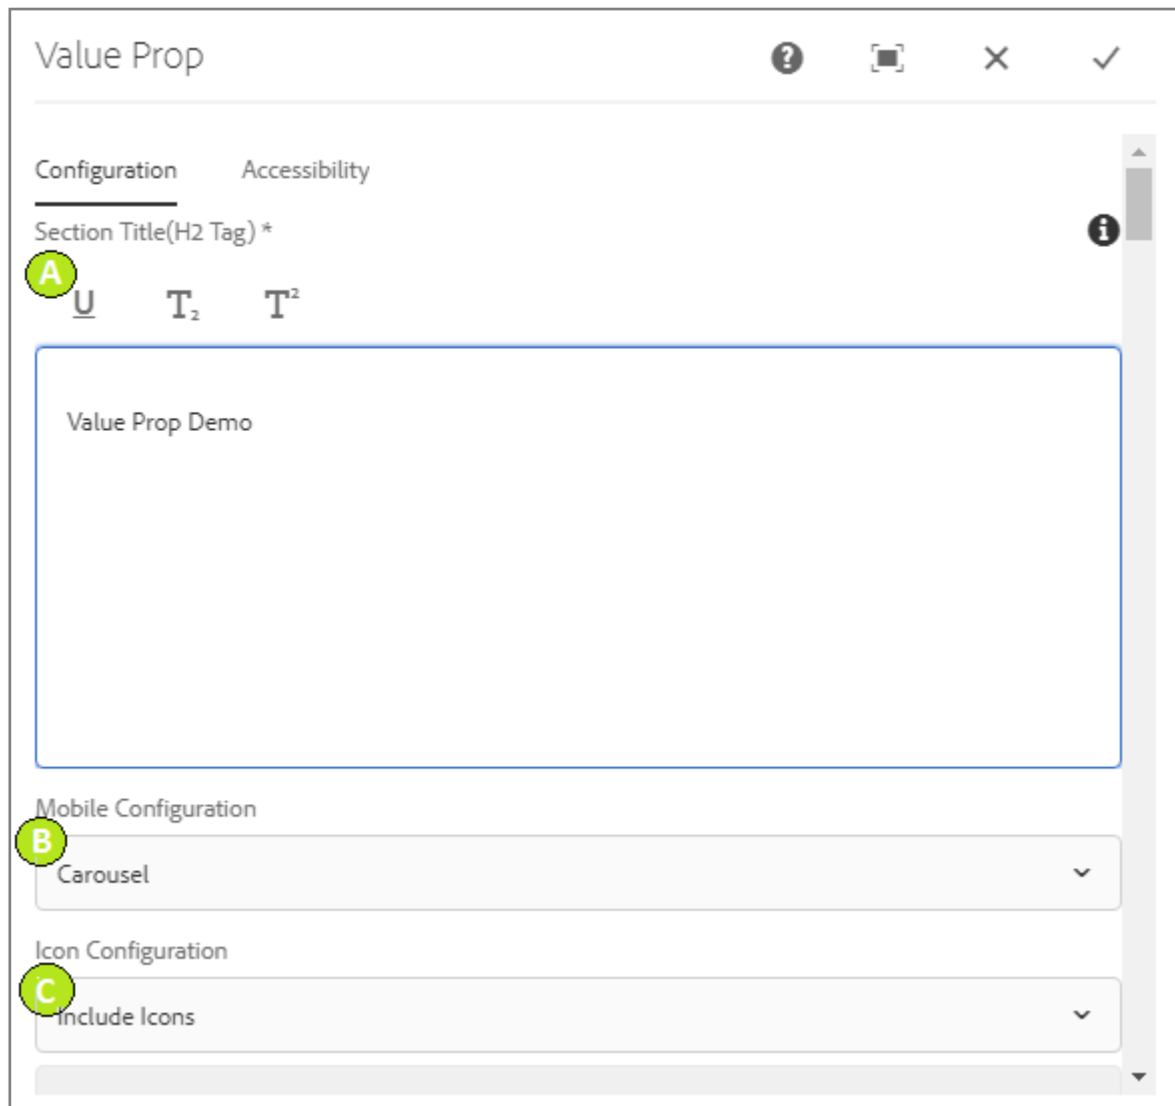 Value Prop
Configuration Accessibility
Section Title(H2 Tag) *
A
U T₂ T²
Value Prop Demo
Mobile Configuration
B
Carousel
Icon Configuration
C
Include Icons